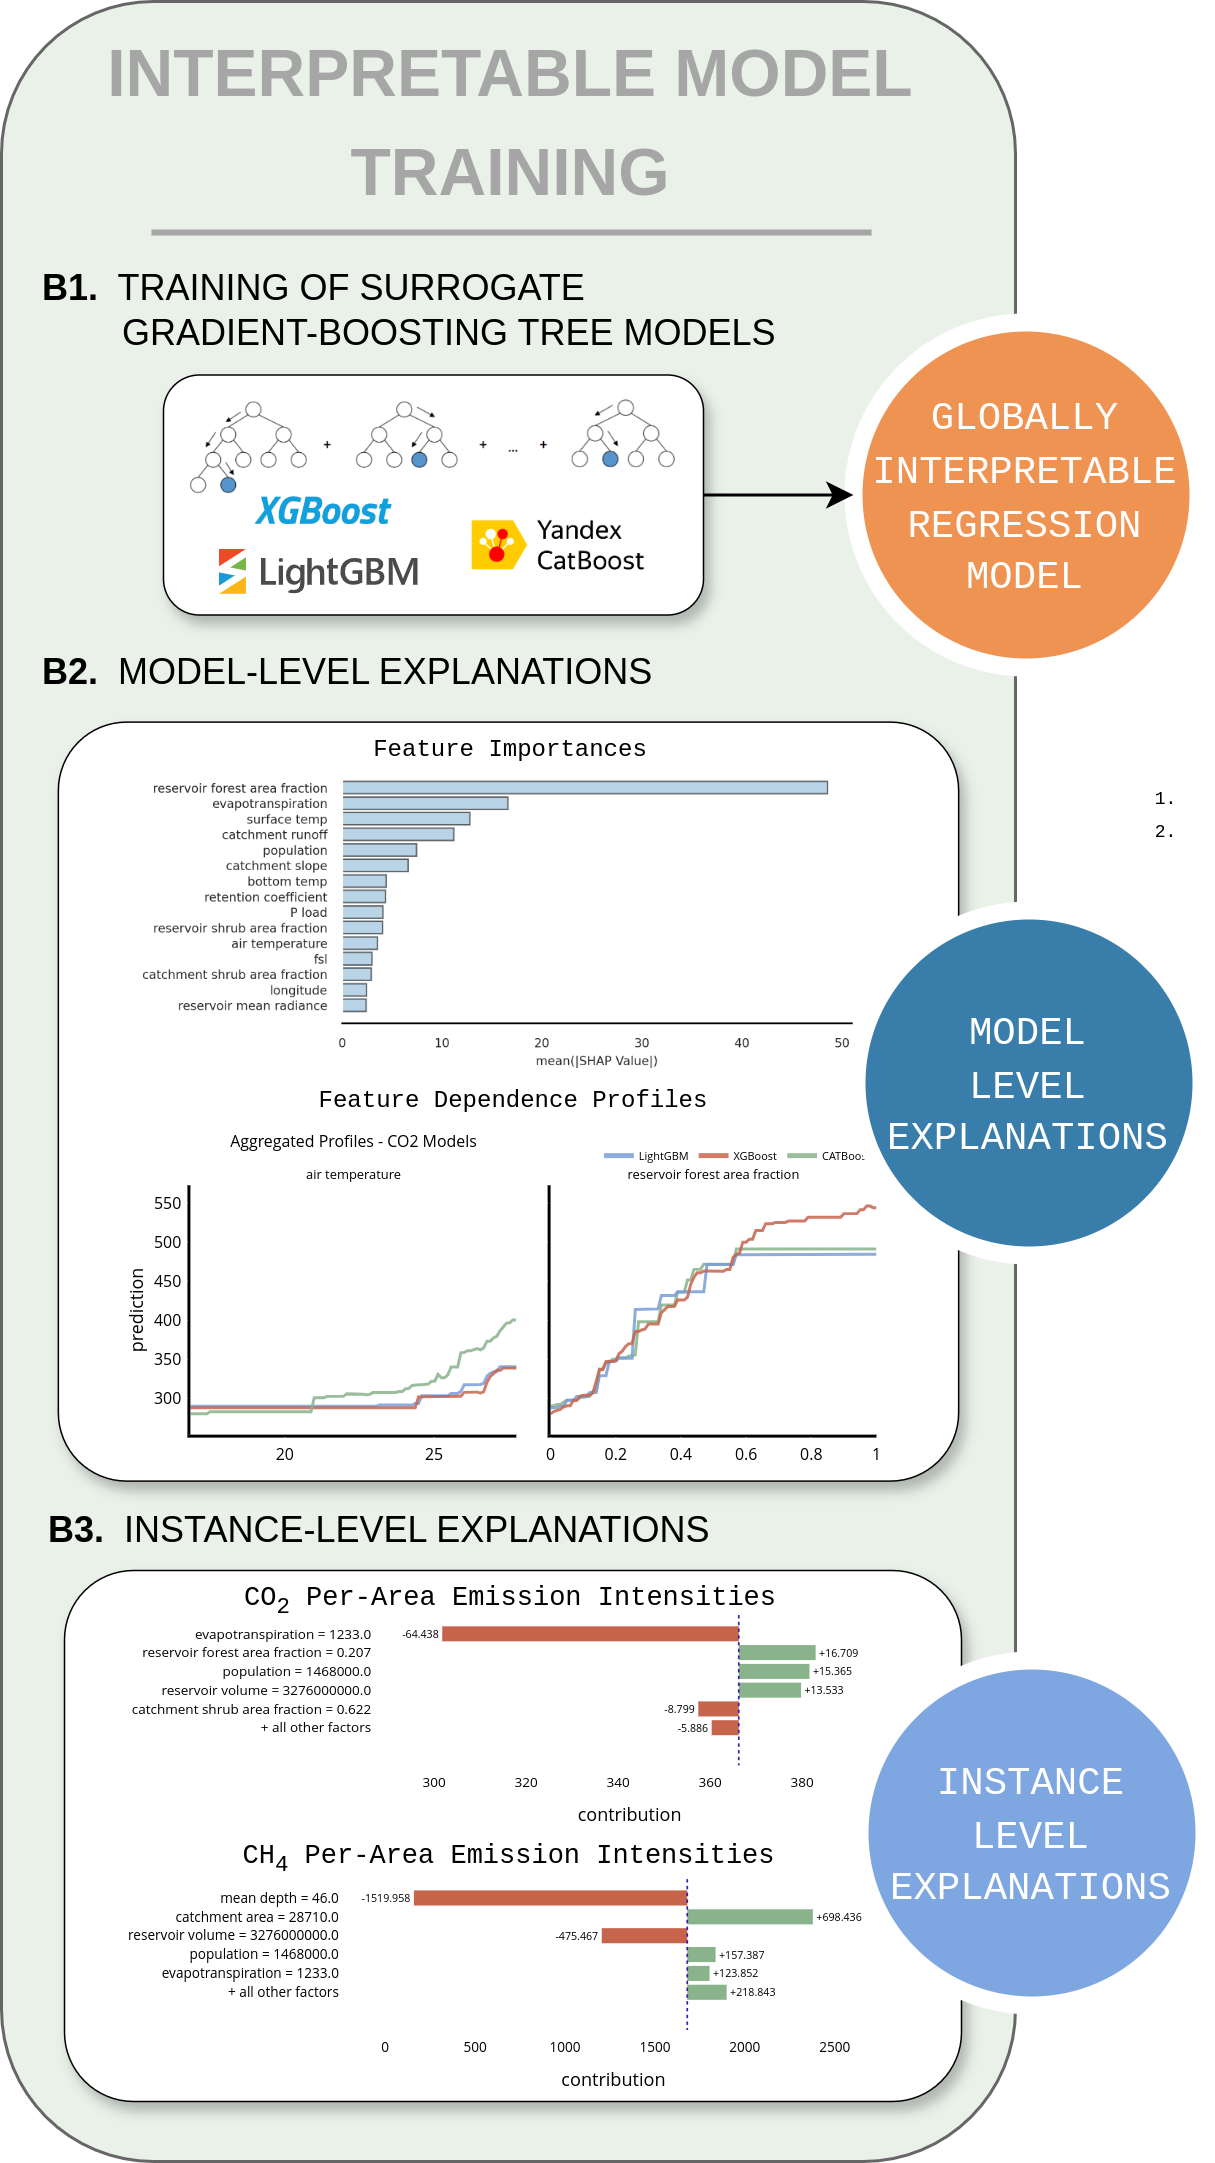 INTERPRETABLE MODEL
TRAINING
B1. TRAINING OF SURROGATE
GRADIENT-BOOSTING TREE MODELS
+ + ... +
XGBoost
LightGBM
Yandex
CatBoost
GLOBALLY
INTERPRETABLE
REGRESSION
MODEL
B2. MODEL-LEVEL EXPLANATIONS
Feature Importances
reservoir forest area fraction
evapotranspiration
surface temp
catchment runoff
population
catchment slope
bottom temp
retention coefficient
P load
reservoir shrub area fraction
air temperature
fsl
catchment shrub area fraction
longitude
reservoir mean radiance
0 10 20 30 40 50
mean(|SHAP Value|)
1.
2.
MODEL
LEVEL
EXPLANATIONS
Feature Dependence Profiles
Aggregated Profiles - CO2 Models
LightGBM XGBoost CATBoos
air temperature
reservoir forest area fraction
prediction
550
500
450
400
350
300
20 25
0 0.2 0.4 0.6 0.8 1
B3. INSTANCE-LEVEL EXPLANATIONS
CO2 Per-Area Emission Intensities
evapotranspiration = 1233.0 -64.438
reservoir forest area fraction = 0.207 +16.709
population = 1468000.0 +15.365
reservoir volume = 3276000000.0 +13.533
catchment shrub area fraction = 0.622 -8.799
+ all other factors -5.886
300 320 340 360 380
contribution
INSTANCE
LEVEL
EXPLANATIONS
CH4 Per-Area Emission Intensities
mean depth = 46.0 -1519.958
catchment area = 28710.0 +698.436
reservoir volume = 3276000000.0 -475.467
population = 1468000.0 +157.387
evapotranspiration = 1233.0 +123.852
+ all other factors +218.843
0 500 1000 1500 2000 2500
contribution